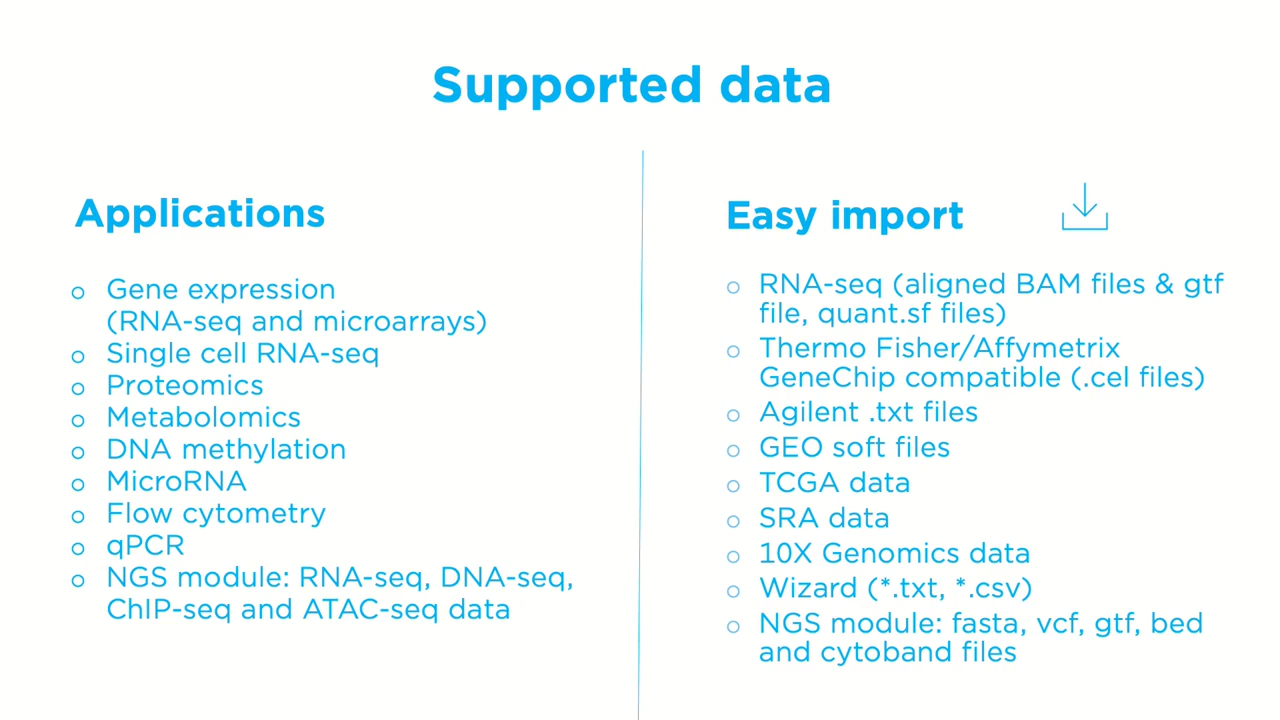 Supported data
Applications
o Gene expression
(RNA-seq and microarrays)
o Single cell RNA-seq
o Proteomics
o Metabolomics
o DNA methylation
o MicroRNA
o Flow cytometry
o qPCR
o NGS module: RNA-seq, DNA-seq,
ChIP-seq and ATAC-seq data
Easy import
o RNA-seq (aligned BAM files & gtf
file, quant.sf files)
o Thermo Fisher/Affymetrix
GeneChip compatible (.cel files)
o Agilent .txt files
o GEO soft files
o TCGA data
o SRA data
o 10X Genomics data
o Wizard (*.txt, *.csv)
o NGS module: fasta, vcf, gtf, bed
and cytoband files